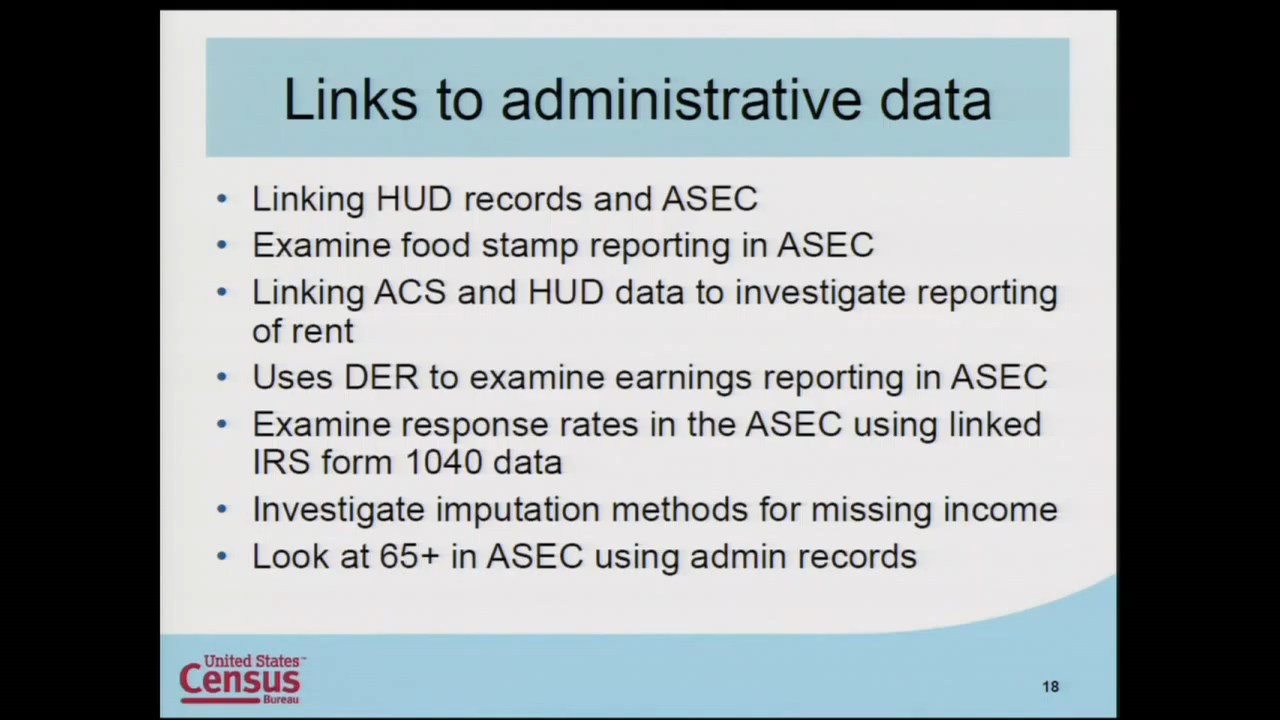 Links to administrative data
• Linking HUD records and ASEC
• Examine food stamp reporting in ASEC
• Linking ACS and HUD data to investigate reporting
of rent
• Uses DER to examine earnings reporting in ASEC
• Examine response rates in the ASEC using linked
IRS form 1040 data
• Investigate imputation methods for missing income
• Look at 65+ in ASEC using admin records
United States™
Census
Bureau
18